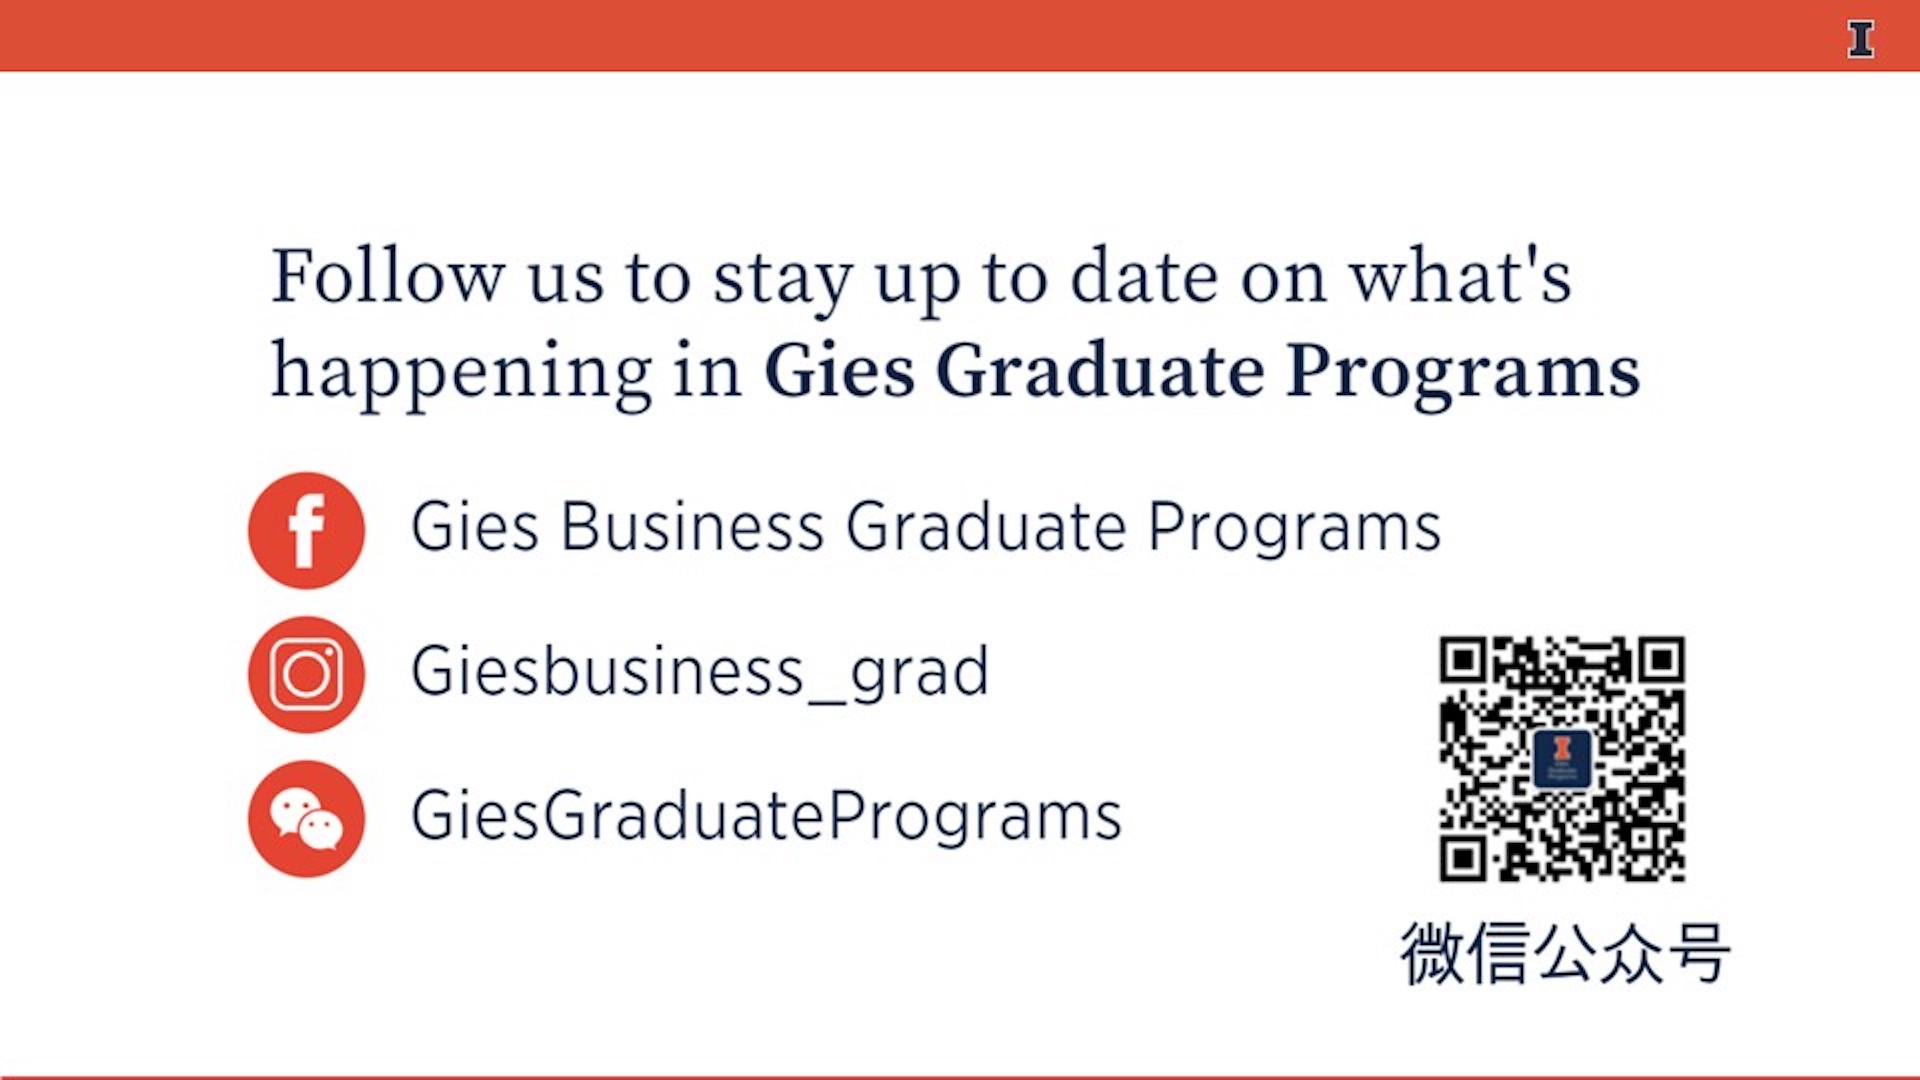 I
Follow us to stay up to date on what's
happening in Gies Graduate Programs
Gies Business Graduate Programs
Giesbusiness_grad
GiesGraduatePrograms
微信公众号